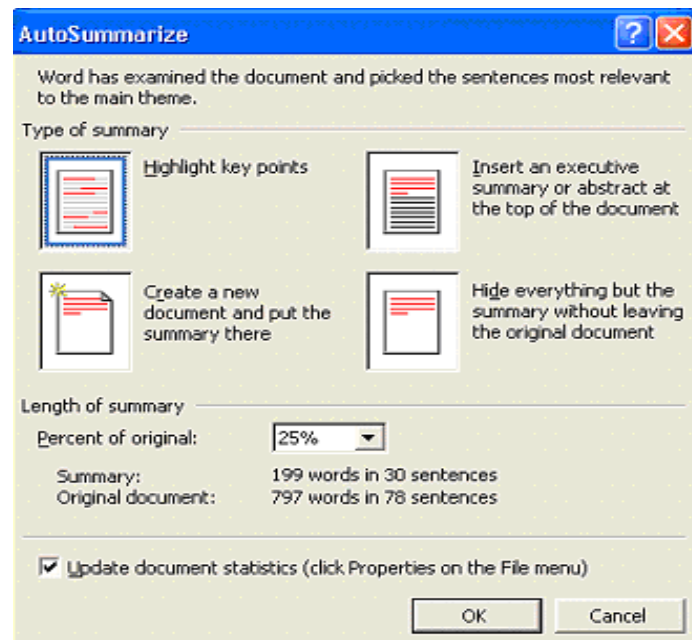 AutoSummarize
Word has examined the document and picked the sentences most relevant
to the main theme.
Type of summary
Highlight key points
Insert an executive
summary or abstract at
the top of the document
Create a new
document and put the
summary there
Hide everything but the
summary without leaving
the original document
Length of summary
Percent of original: 25%
Summary: 199 words in 30 sentences
Original document: 797 words in 78 sentences
Update document statistics (click Properties on the File menu)
OK Cancel